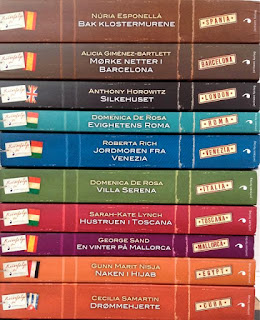 NÚRIA ESPONELLÀ
BAK KLOSTERMURENE
SPANIA
ALICIA GIMÉNEZ-BARTLETT
MØRKE NETTER I
BARCELONA
BARCELONA
ANTHONY HOROWITZ
SILKEHUSET
LONDON
DOMENICA DE ROSA
EVIGHETENS ROMA
ROMA
ROBERTA RICH
JORDMOREN FRA
VENEZIA
VENEZIA
DOMENICA DE ROSA
VILLA SERENA
ITALIA
SARAH-KATE LYNCH
HUSTRUEN I TOSCANA
TOSCANA
GEORGE SAND
EN VINTER PÅ MALLORCA
MALLORCA
GUNN MARIT NISJA
NAKEN I HIJAB
EGYPT
CECILIA SAMARTIN
DRØMMEHJERTE
CUBA